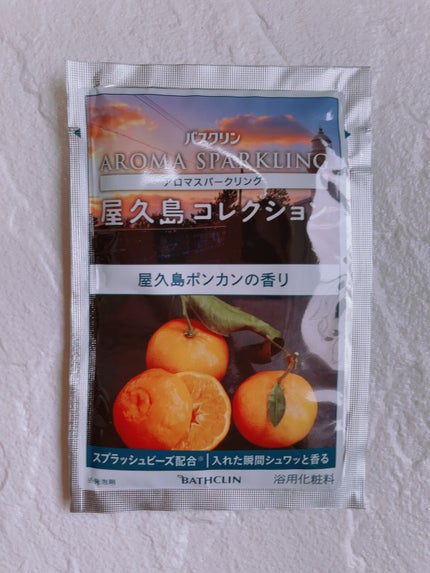 バスクリン
AROMA SPARKLING
アロマスパークリング
屋久島 コレクション
屋久島ポンカンの香り
スプラッシュビーズ配合※ 入れた瞬間シュワッと香る
※発泡剤
BATHCLIN
浴用化粧料